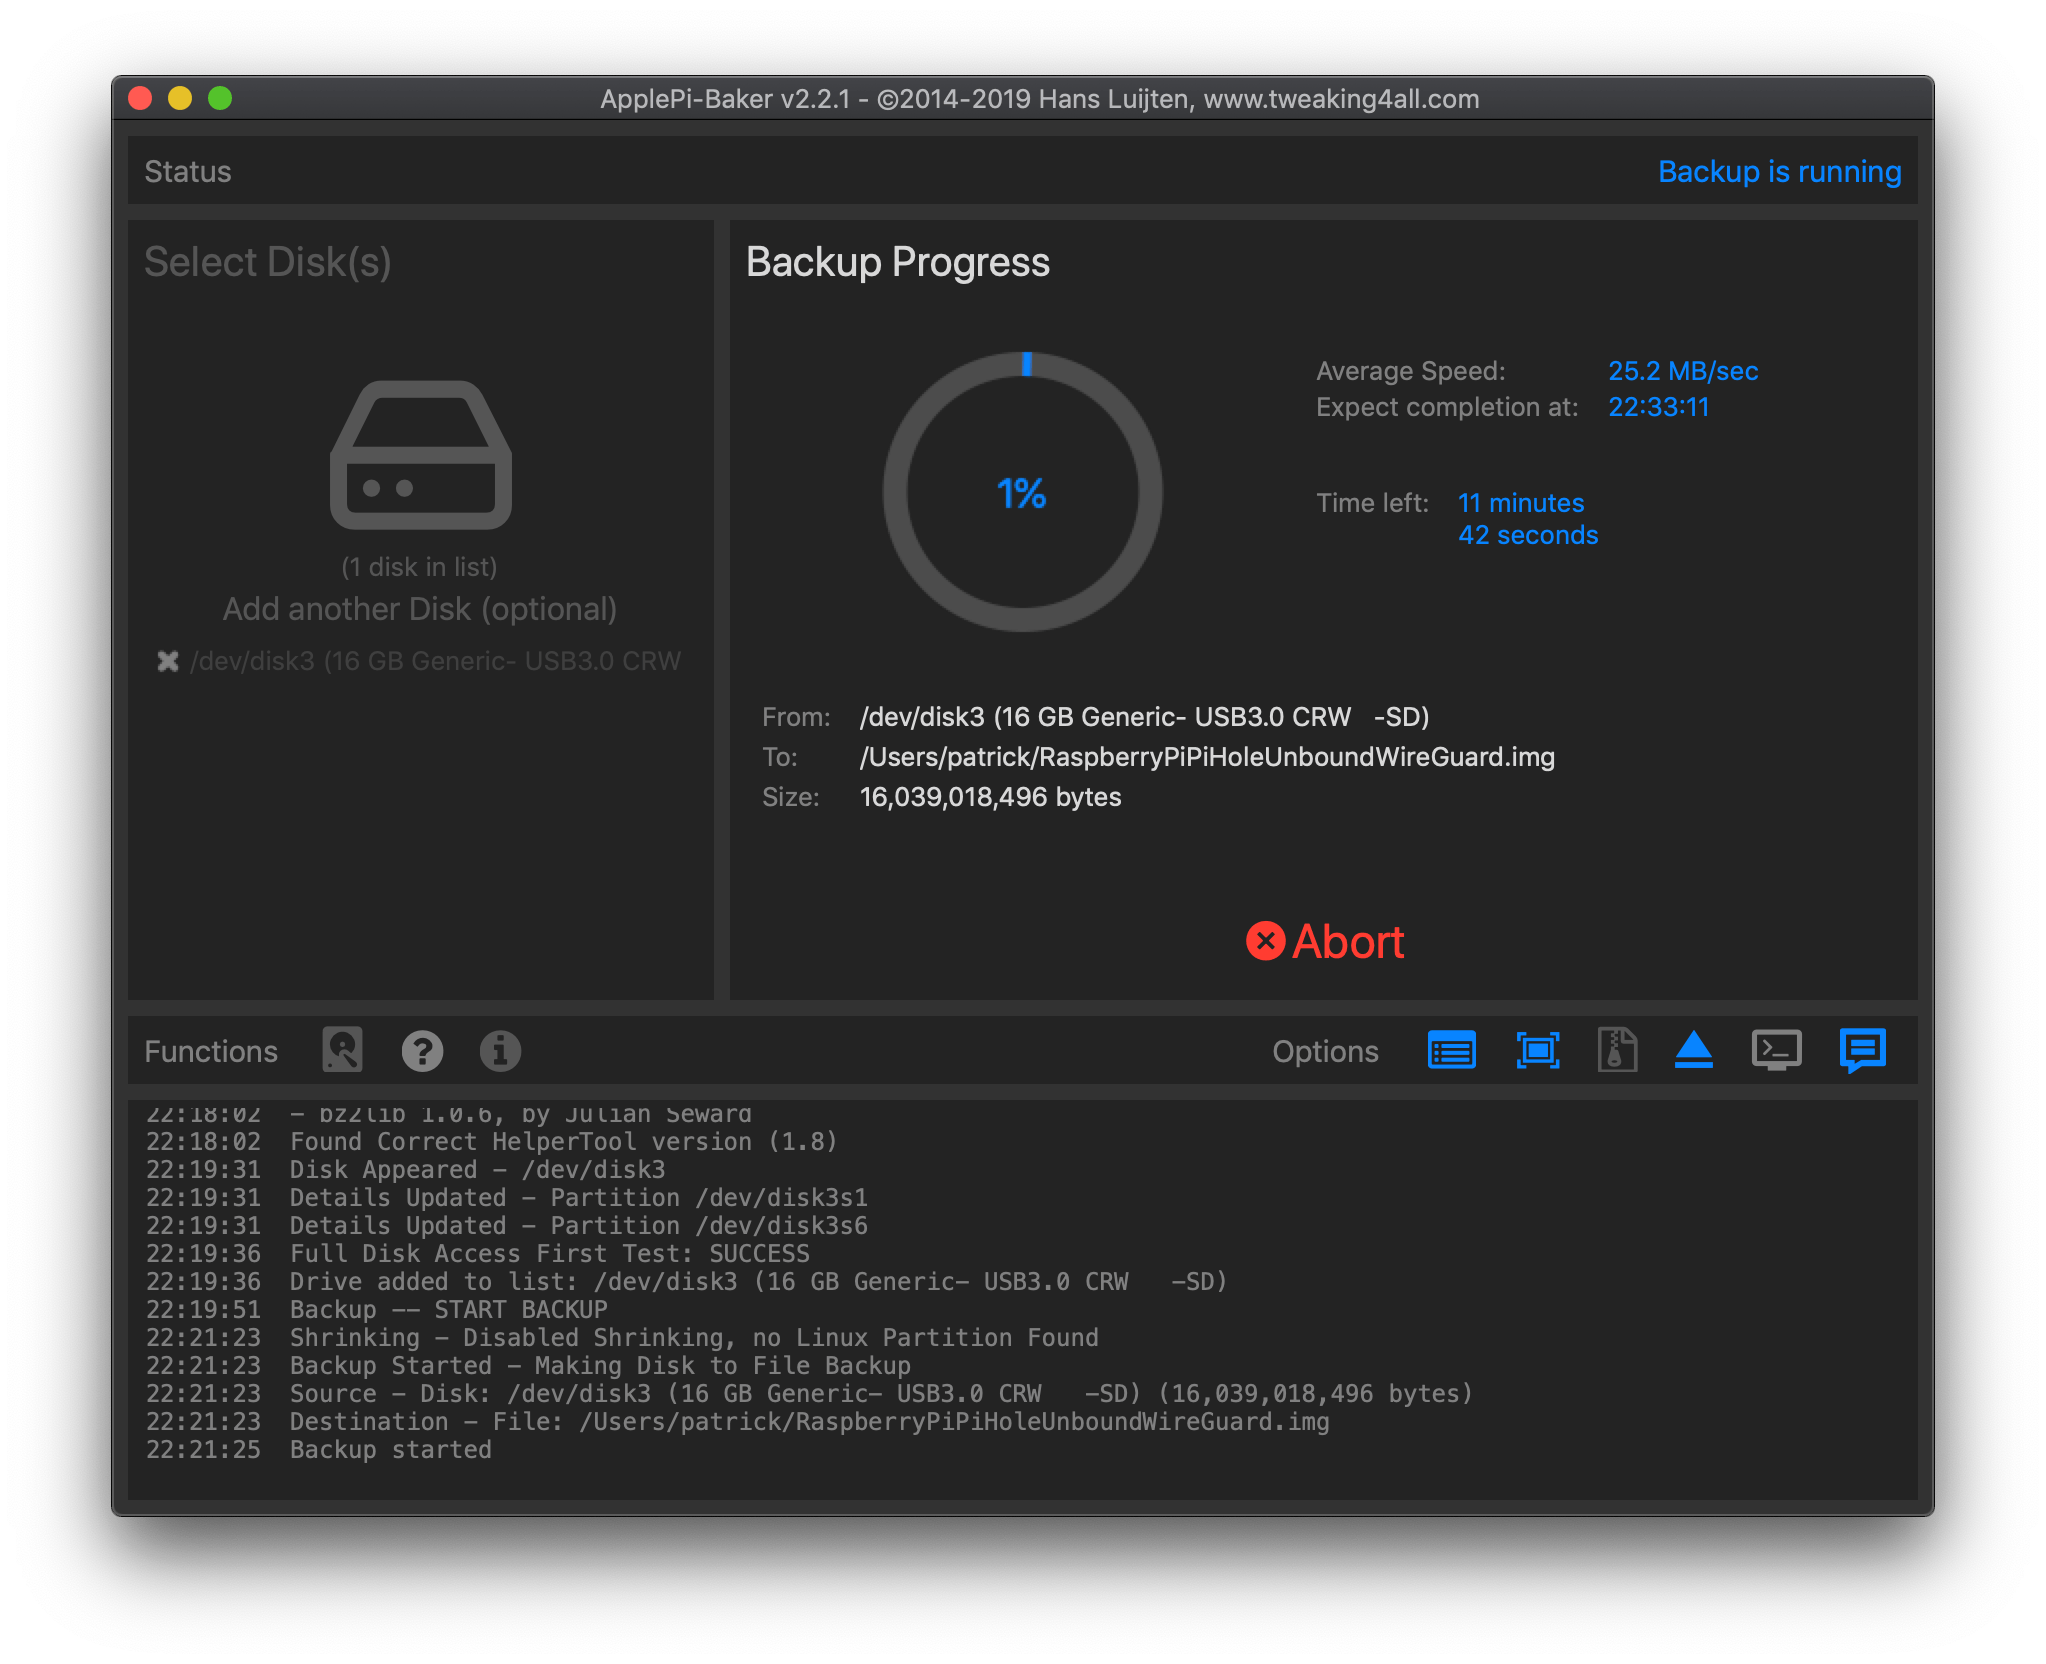 ApplePi-Baker v2.2.1 - ©2014-2019 Hans Luijten, www.tweaking4all.com
Status
Backup is running
Select Disk(s)
(1 disk in list)
Add another Disk (optional)
/dev/disk3 (16 GB Generic- USB3.0 CRW
Backup Progress
1%
Average Speed: 25.2 MB/sec
Expect completion at: 22:33:11
Time left: 11 minutes
42 seconds
From: /dev/disk3 (16 GB Generic- USB3.0 CRW   -SD)
To: /Users/patrick/RaspberryPiPiHoleUnboundWireGuard.img
Size: 16,039,018,496 bytes
Abort
Functions
Options
22:18:02  - bz2lib 1.0.6, by Julian Seward
22:18:02  Found Correct HelperTool version (1.8)
22:19:31  Disk Appeared - /dev/disk3
22:19:31  Details Updated - Partition /dev/disk3s1
22:19:31  Details Updated - Partition /dev/disk3s6
22:19:36  Full Disk Access First Test: SUCCESS
22:19:36  Drive added to list: /dev/disk3 (16 GB Generic- USB3.0 CRW   -SD)
22:19:51  Backup -- START BACKUP
22:21:23  Shrinking - Disabled Shrinking, no Linux Partition Found
22:21:23  Backup Started - Making Disk to File Backup
22:21:23  Source - Disk: /dev/disk3 (16 GB Generic- USB3.0 CRW   -SD) (16,039,018,496 bytes)
22:21:23  Destination - File: /Users/patrick/RaspberryPiPiHoleUnboundWireGuard.img
22:21:25  Backup started